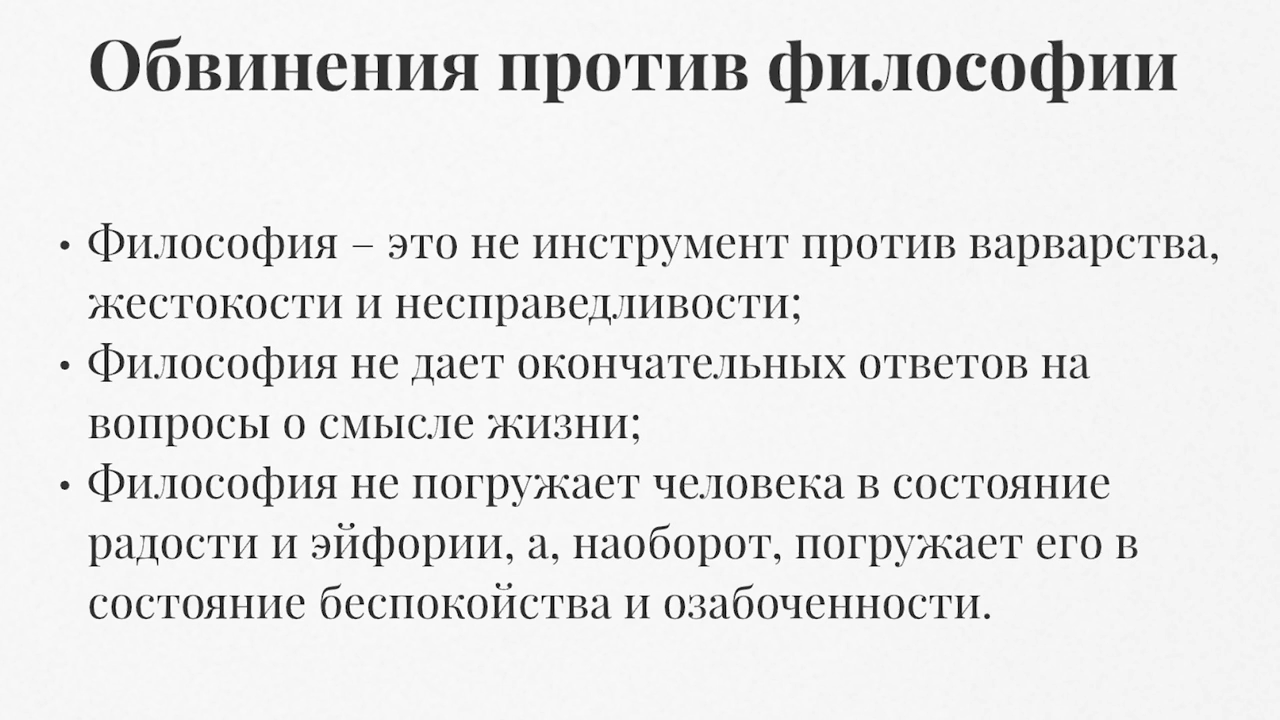 Обвинения против философии
• Философия – это не инструмент против варварства,
жестокости и несправедливости;
• Философия не дает окончательных ответов на
вопросы о смысле жизни;
• Философия не погружает человека в состояние
радости и эйфории, а, наоборот, погружает его в
состояние беспокойства и озабоченности.